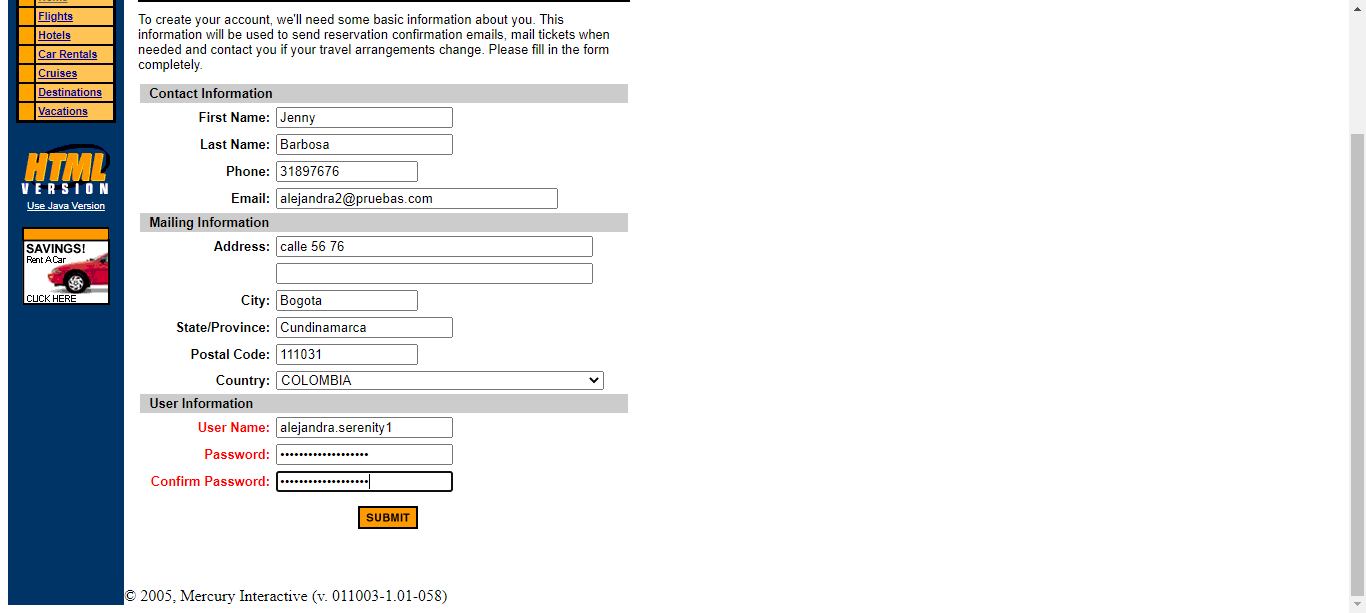 Home
Flights
Hotels
Car Rentals
Cruises
Destinations
Vacations
HTML
VERSION
Use Java Version
SAVINGS!
Rent A Car
CLICK HERE
To create your account, we'll need some basic information about you. This
information will be used to send reservation confirmation emails, mail tickets when
needed and contact you if your travel arrangements change. Please fill in the form
completely.
Contact Information
First Name: Jenny
Last Name: Barbosa
Phone: 31897676
Email: alejandra2@pruebas.com
Mailing Information
Address: calle 56 76
City: Bogota
State/Province: Cundinamarca
Postal Code: 111031
Country: COLOMBIA
User Information
User Name: alejandra.serenity1
Password: •••••••••••••••••••
Confirm Password: •••••••••••••••••••
SUBMIT
© 2005, Mercury Interactive (v. 011003-1.01-058)